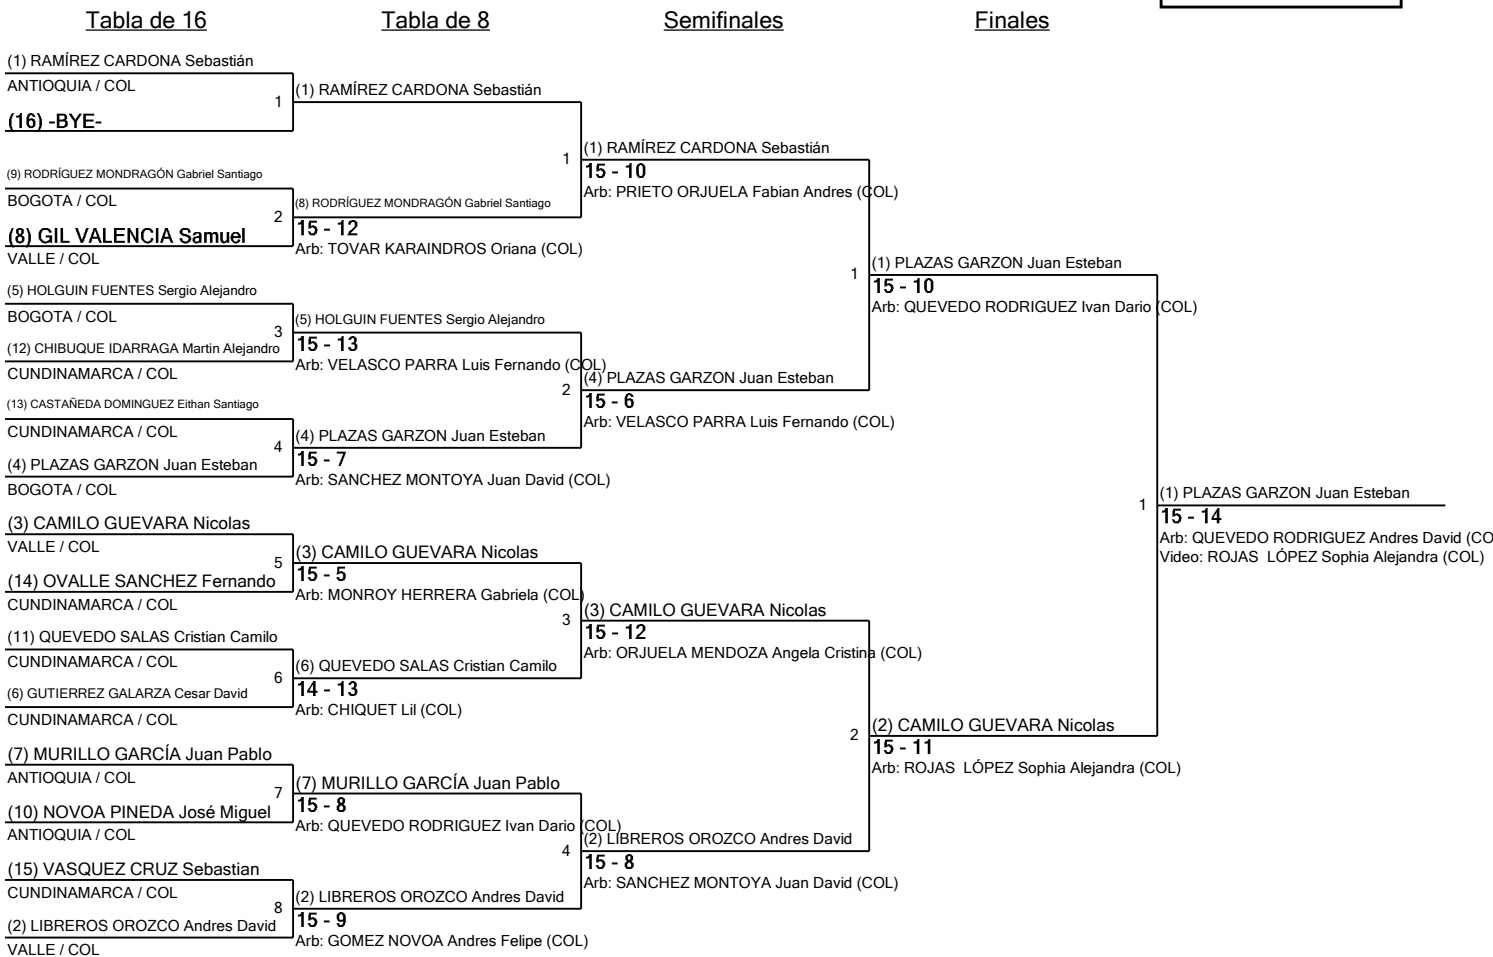 Tabla de 16
Tabla de 8
Semifinales
Finales
(1) RAMÍREZ CARDONA Sebastián
ANTIOQUIA / COL
1
(16) -BYE-
(9) RODRÍGUEZ MONDRAGÓN Gabriel Santiago
BOGOTA / COL
2
(8) GIL VALENCIA Samuel
VALLE / COL
(5) HOLGUIN FUENTES Sergio Alejandro
BOGOTA / COL
3
(12) CHIBUQUE IDARRAGA Martin Alejandro
CUNDINAMARCA / COL
(13) CASTAÑEDA DOMINGUEZ Eithan Santiago
CUNDINAMARCA / COL
4
(4) PLAZAS GARZON Juan Esteban
BOGOTA / COL
(3) CAMILO GUEVARA Nicolas
VALLE / COL
5
(14) OVALLE SANCHEZ Fernando
CUNDINAMARCA / COL
(11) QUEVEDO SALAS Cristian Camilo
CUNDINAMARCA / COL
6
(6) GUTIERREZ GALARZA Cesar David
CUNDINAMARCA / COL
(7) MURILLO GARCÍA Juan Pablo
ANTIOQUIA / COL
7
(10) NOVOA PINEDA José Miguel
ANTIOQUIA / COL
(15) VASQUEZ CRUZ Sebastian
CUNDINAMARCA / COL
8
(2) LIBREROS OROZCO Andres David
VALLE / COL
(1) RAMÍREZ CARDONA Sebastián
1
(8) RODRÍGUEZ MONDRAGÓN Gabriel Santiago
15 - 12
Arb: TOVAR KARAINDROS Oriana (COL)
(5) HOLGUIN FUENTES Sergio Alejandro
15 - 13
Arb: VELASCO PARRA Luis Fernando (COL)
2
(4) PLAZAS GARZON Juan Esteban
15 - 7
Arb: SANCHEZ MONTOYA Juan David (COL)
(3) CAMILO GUEVARA Nicolas
15 - 5
Arb: MONROY HERRERA Gabriela (COL)
3
(6) QUEVEDO SALAS Cristian Camilo
14 - 13
Arb: CHIQUET Lil (COL)
(7) MURILLO GARCÍA Juan Pablo
15 - 8
Arb: QUEVEDO RODRIGUEZ Ivan Dario (COL)
4
(2) LIBREROS OROZCO Andres David
15 - 9
Arb: GOMEZ NOVOA Andres Felipe (COL)
(1) RAMÍREZ CARDONA Sebastián
15 - 10
Arb: PRIETO ORJUELA Fabian Andres (COL)
1
(4) PLAZAS GARZON Juan Esteban
15 - 6
Arb: VELASCO PARRA Luis Fernando (COL)
(3) CAMILO GUEVARA Nicolas
15 - 12
Arb: ORJUELA MENDOZA Angela Cristina (COL)
2
(2) LIBREROS OROZCO Andres David
15 - 8
Arb: SANCHEZ MONTOYA Juan David (COL)
(1) PLAZAS GARZON Juan Esteban
15 - 10
Arb: QUEVEDO RODRIGUEZ Ivan Dario (COL)
1
(2) CAMILO GUEVARA Nicolas
15 - 11
Arb: ROJAS LÓPEZ Sophia Alejandra (COL)
(1) PLAZAS GARZON Juan Esteban
15 - 14
Arb: QUEVEDO RODRIGUEZ Andres David (CO
Video: ROJAS LÓPEZ Sophia Alejandra (COL)